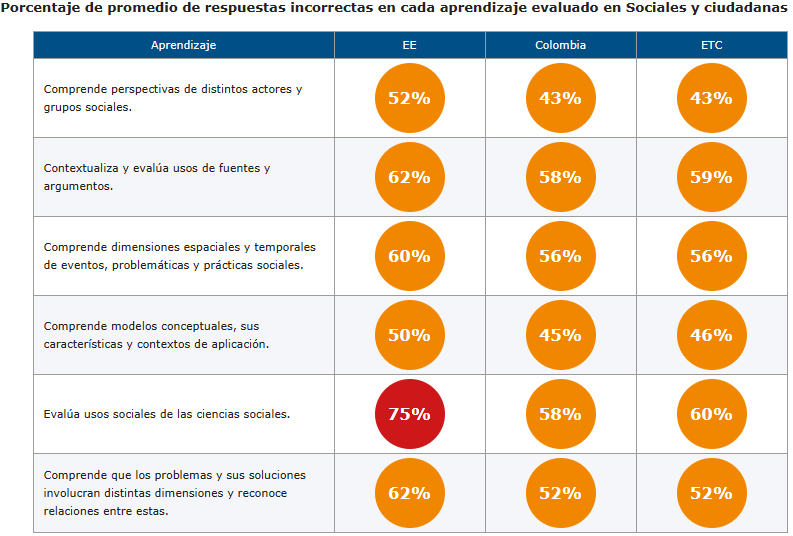 Porcentaje de promedio de respuestas incorrectas en cada aprendizaje evaluado en Sociales y ciudadanas
Aprendizaje EE Colombia ETC
Comprende perspectivas de distintos actores y
grupos sociales.
52% 43% 43%
Contextualiza y evalúa usos de fuentes y
argumentos.
62% 58% 59%
Comprende dimensiones espaciales y temporales
de eventos, problemáticas y prácticas sociales.
60% 56% 56%
Comprende modelos conceptuales, sus
características y contextos de aplicación.
50% 45% 46%
Evalúa usos sociales de las ciencias sociales.
75% 58% 60%
Comprende que los problemas y sus soluciones
involucran distintas dimensiones y reconoce
relaciones entre estas.
62% 52% 52%